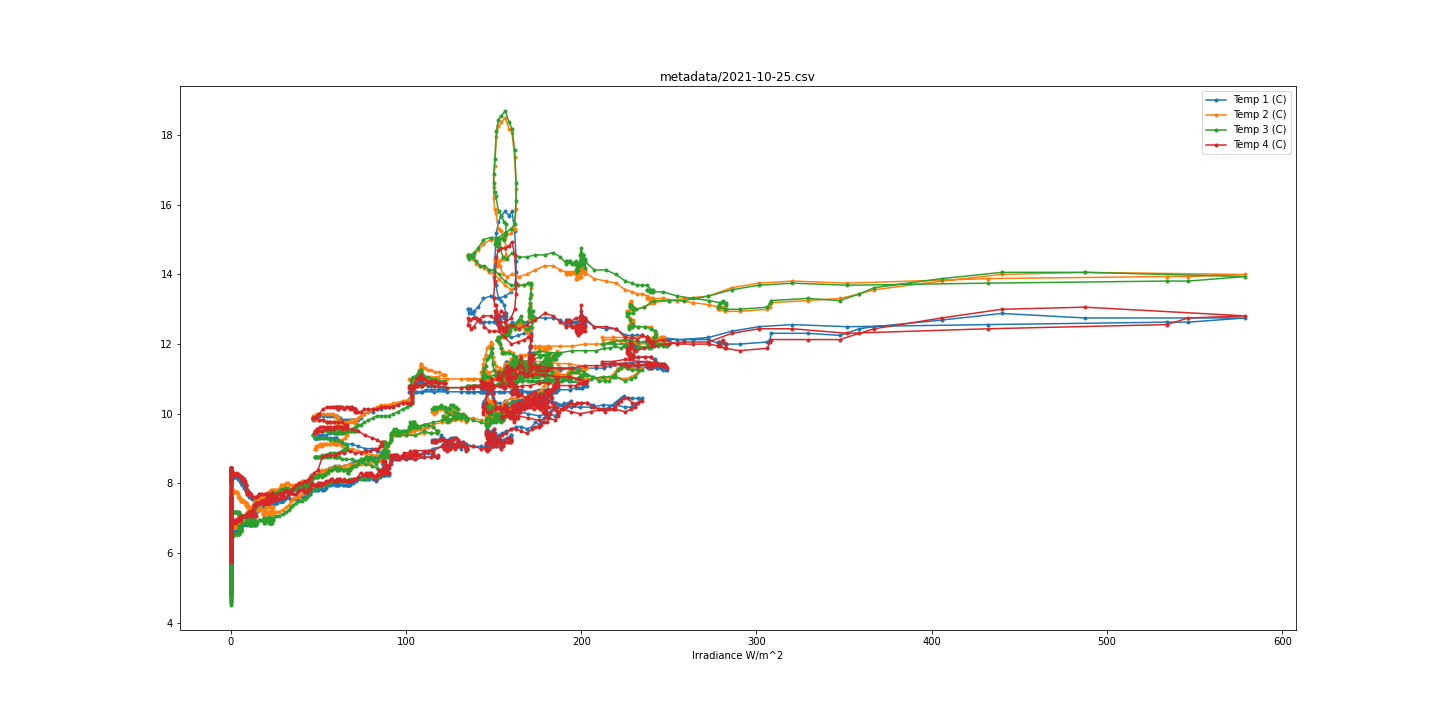 metadata/2021-10-25.csv
Temp 1 (C)
Temp 2 (C)
Temp 3 (C)
Temp 4 (C)
18
16
14
12
10
8
6
4
0 100 200 300 400 500 600
Irradiance W/m^2